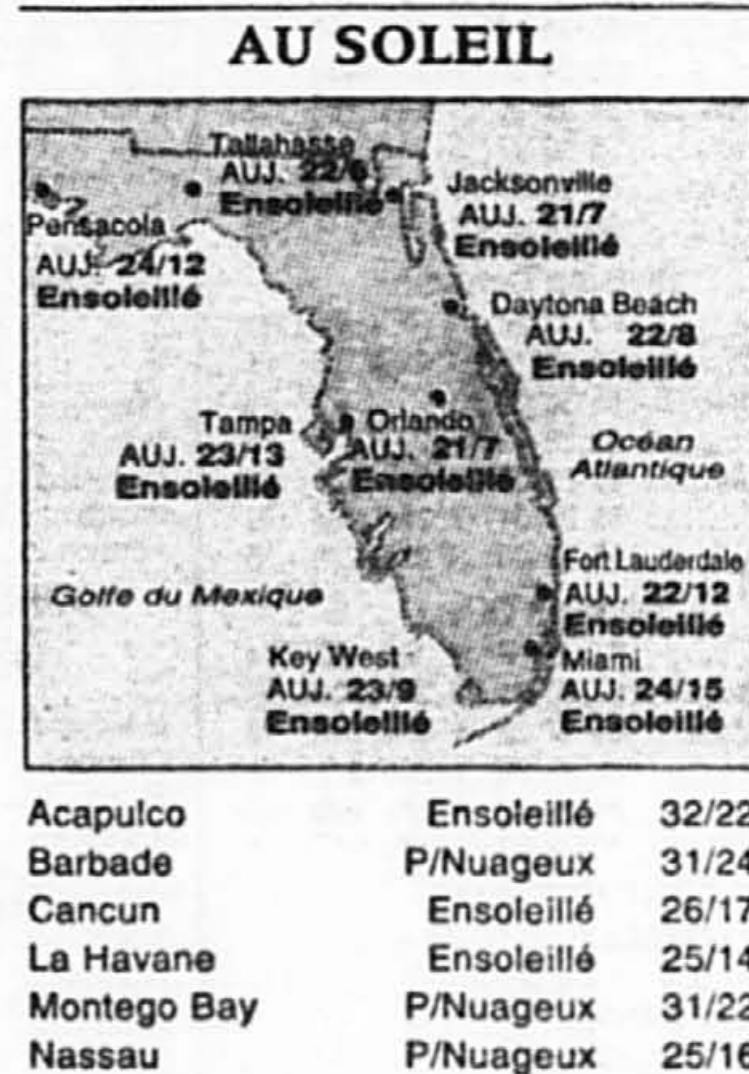 AU SOLEIL
Tallahasse
AUJ. 22/6
Ensoleillé
Jacksonville
AUJ. 21/7
Ensoleillé
Pensacola
AUJ. 24/12
Ensoleillé
Daytona Beach
AUJ. 22/8
Ensoleillé
Tampa
AUJ. 23/13
Ensoleillé
Orlando
AUJ. 21/7
Ensoleillé
Océan
Atlantique
Golfe du Mexique
Fort Lauderdale
AUJ. 22/12
Ensoleillé
Key West
AUJ. 23/9
Ensoleillé
Miami
AUJ. 24/15
Ensoleillé
Acapulco Ensoleillé 32/22
Barbade P/Nuageux 31/24
Cancun Ensoleillé 26/17
La Havane Ensoleillé 25/14
Montego Bay P/Nuageux 31/22
Nassau P/Nuageux 25/16